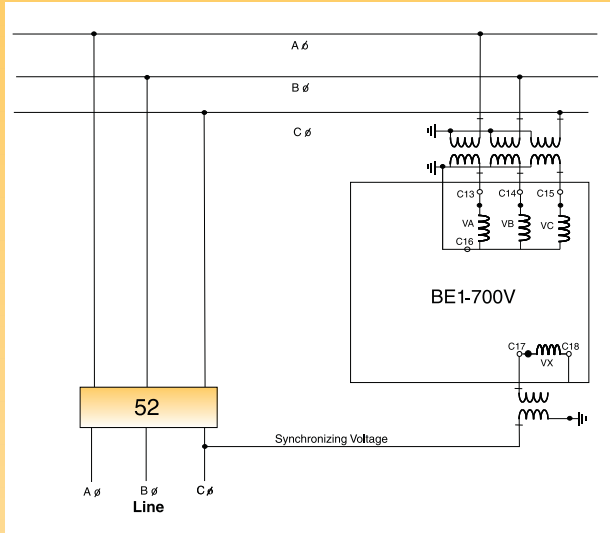 A ø
B ø
C ø
C13 C14 C15
VA VB VC
C16
BE1-700V
C17 C18
VX
52
Synchronizing Voltage
A ø B ø C ø
Line